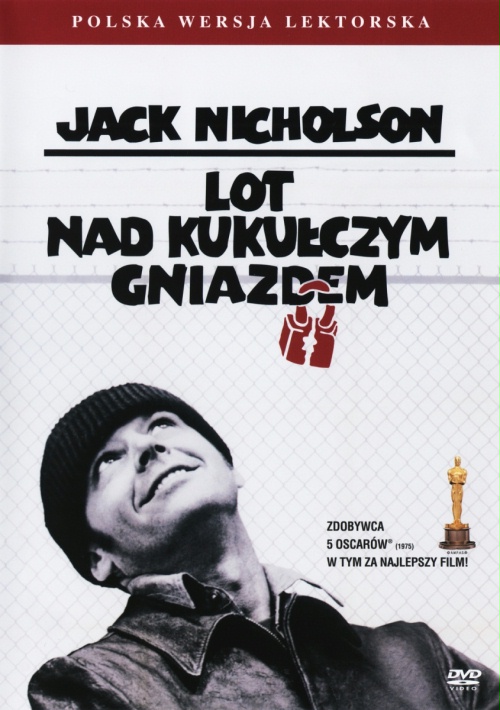 POLSKA WERSJA LEKTORSKA
JACK NICHOLSON
LOT
NAD KUKUŁCZYM
GNIAZDEM
ZDOBYWCA
5 OSCARÓW® (1975)
W TYM ZA NAJLEPSZY FILM!
©AMPAS®
DVD
VIDEO